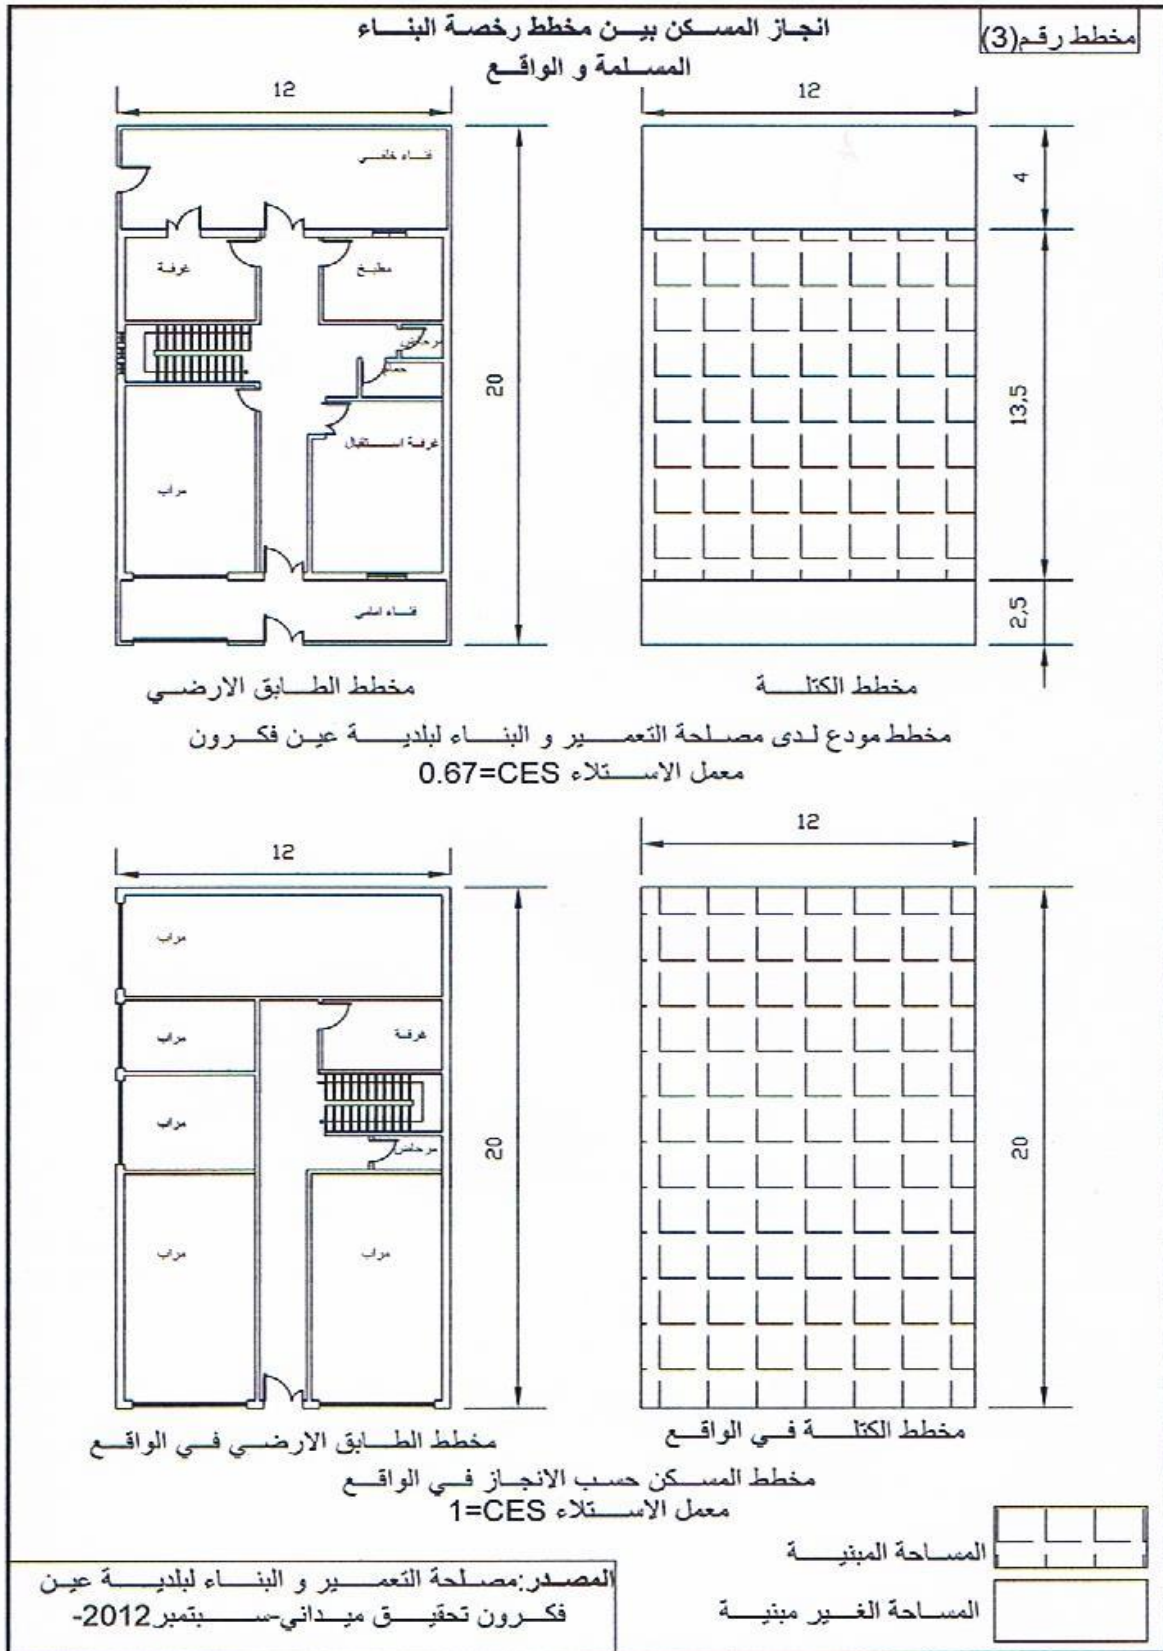 مخطط رقم(3)
انجاز المسكن بين مخطط رخصة البناء
المسلمة و الواقع
12
12
فناء خلفي
غرفة
مطبخ
مرحاض
حمام
غرفة استقبال
مراب
فناء امامي
20
4
13,5
2,5
مخطط الطابق الارضي
مخطط الكتلة
مخطط مودع لدى مصلحة التعمير و البناء لبلدية عين فكرون
معمل الاستلاء CES=0.67
12
12
مراب
مراب
غرفة
مراب
مرحاض
مراب
مراب
20
20
مخطط الطابق الارضي في الواقع
مخطط الكتلة في الواقع
مخطط المسكن حسب الانجاز في الواقع
معمل الاستلاء CES=1
المساحة المبنية
المساحة الغير مبنية
المصدر:مصلحة التعمير و البناء لبلدية عين
فكرون تحقيق ميداني-سبتمبر2012-